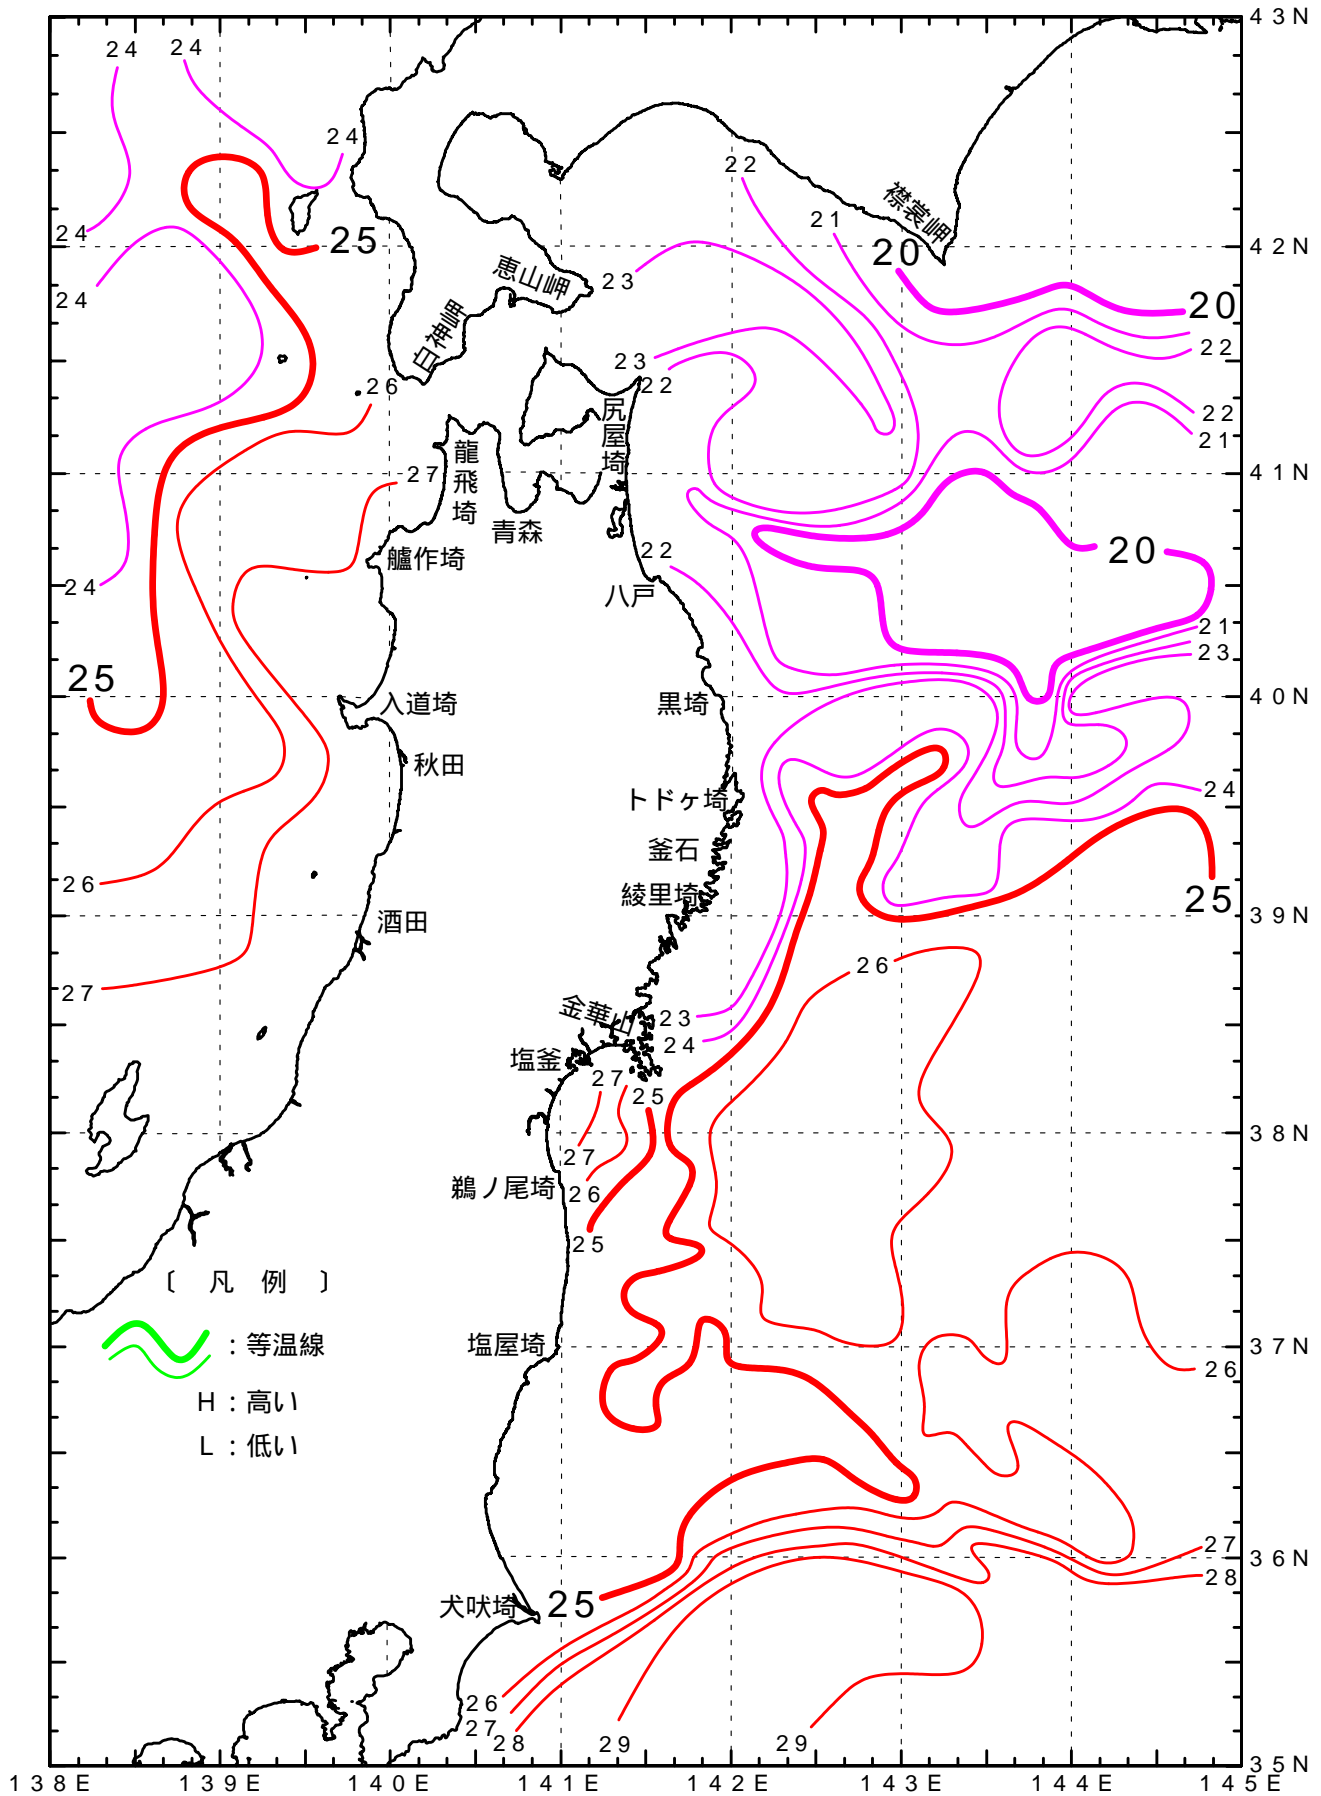 43N
24
24
24
22
襟裳岬
21
24
25
20
42N
恵山岬
23
24
20
白神岬
22
23
22
26
尻屋埼
22
21
龍飛埼
27
41N
青森
20
22
艫作埼
24
八戸
21
23
25
入道埼
黒埼
40N
秋田
トドヶ埼
24
釜石
26
綾里埼
25
39N
酒田
26
27
金華山
23
24
塩釜
27
25
38N
27
鵜ノ尾埼
26
25
〔 凡 例 〕
：等温線
塩屋埼
37N
26
H：高い
L：低い
27
36N
28
犬吠埼
25
26
27
28
29
29
35N
138E
139E
140E
141E
142E
143E
144E
145E